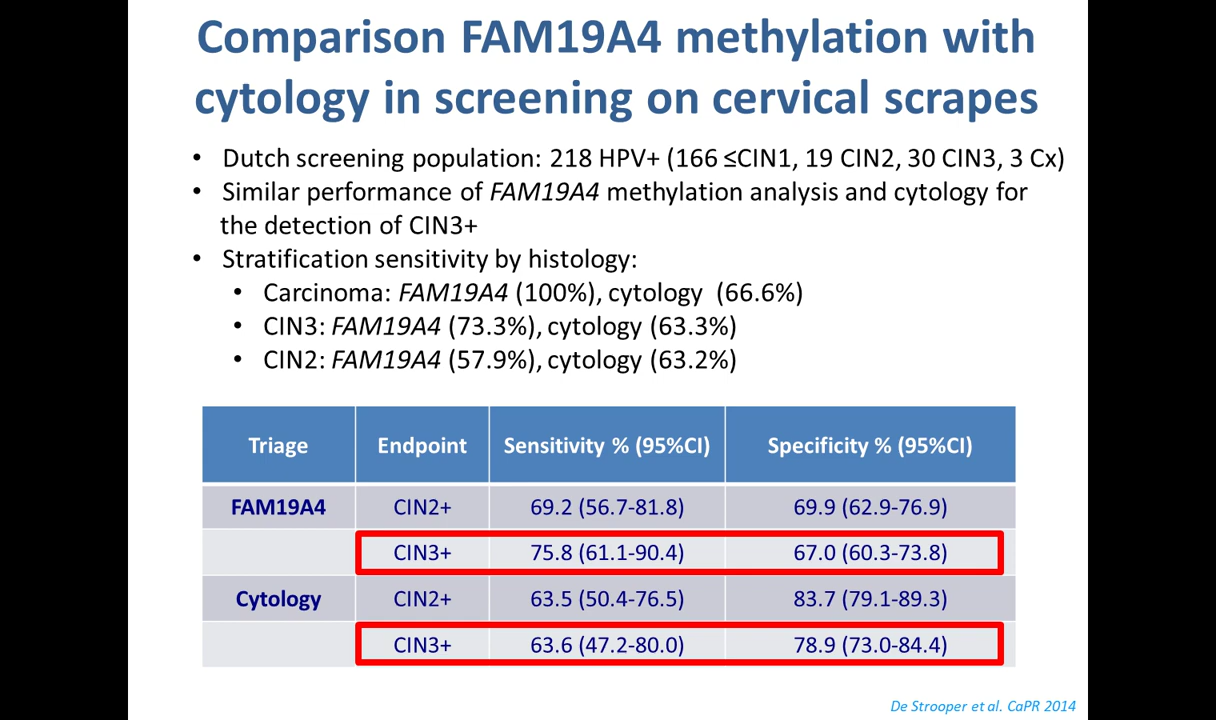 Comparison FAM19A4 methylation with
cytology in screening on cervical scrapes
• Dutch screening population: 218 HPV+ (166 ≤CIN1, 19 CIN2, 30 CIN3, 3 Cx)
• Similar performance of FAM19A4 methylation analysis and cytology for
the detection of CIN3+
• Stratification sensitivity by histology:
• Carcinoma: FAM19A4 (100%), cytology (66.6%)
• CIN3: FAM19A4 (73.3%), cytology (63.3%)
• CIN2: FAM19A4 (57.9%), cytology (63.2%)
Triage Endpoint Sensitivity % (95%CI) Specificity % (95%CI)
FAM19A4 CIN2+ 69.2 (56.7-81.8) 69.9 (62.9-76.9)
CIN3+ 75.8 (61.1-90.4) 67.0 (60.3-73.8)
Cytology CIN2+ 63.5 (50.4-76.5) 83.7 (79.1-89.3)
CIN3+ 63.6 (47.2-80.0) 78.9 (73.0-84.4)
De Strooper et al. CaPR 2014